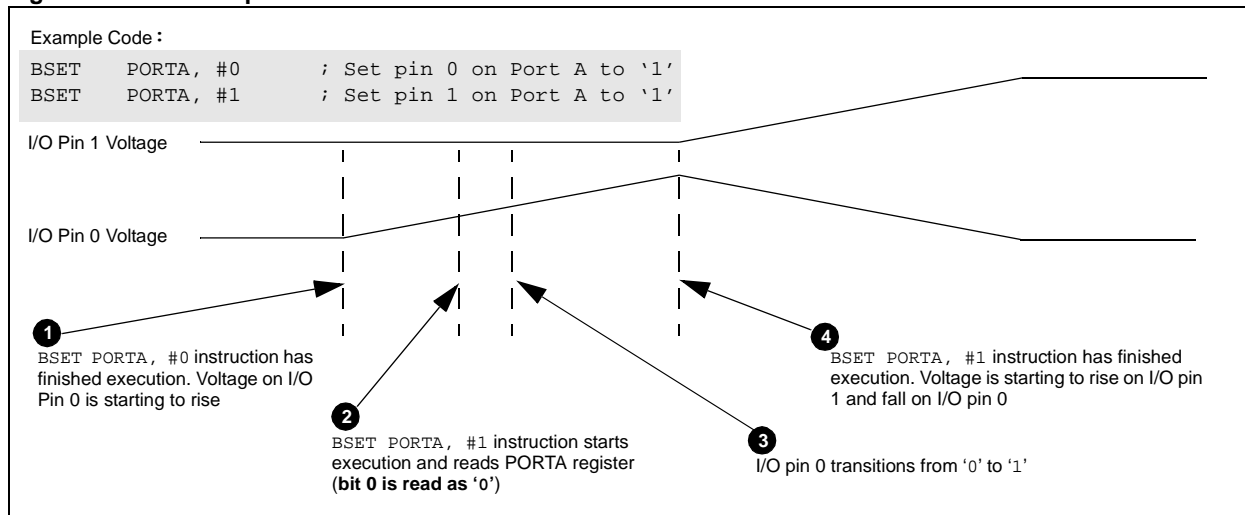 Example Code:
BSET PORTA, #0 ; Set pin 0 on Port A to ‘1’
BSET PORTA, #1 ; Set pin 1 on Port A to ‘1’
I/O Pin 1 Voltage
I/O Pin 0 Voltage
1
BSET PORTA, #0 instruction has
finished execution. Voltage on I/O
Pin 0 is starting to rise
2
BSET PORTA, #1 instruction starts
execution and reads PORTA register
(bit 0 is read as ‘0’)
3
I/O pin 0 transitions from ‘0’ to ‘1’
4
BSET PORTA, #1 instruction has finished
execution. Voltage is starting to rise on I/O pin
1 and fall on I/O pin 0